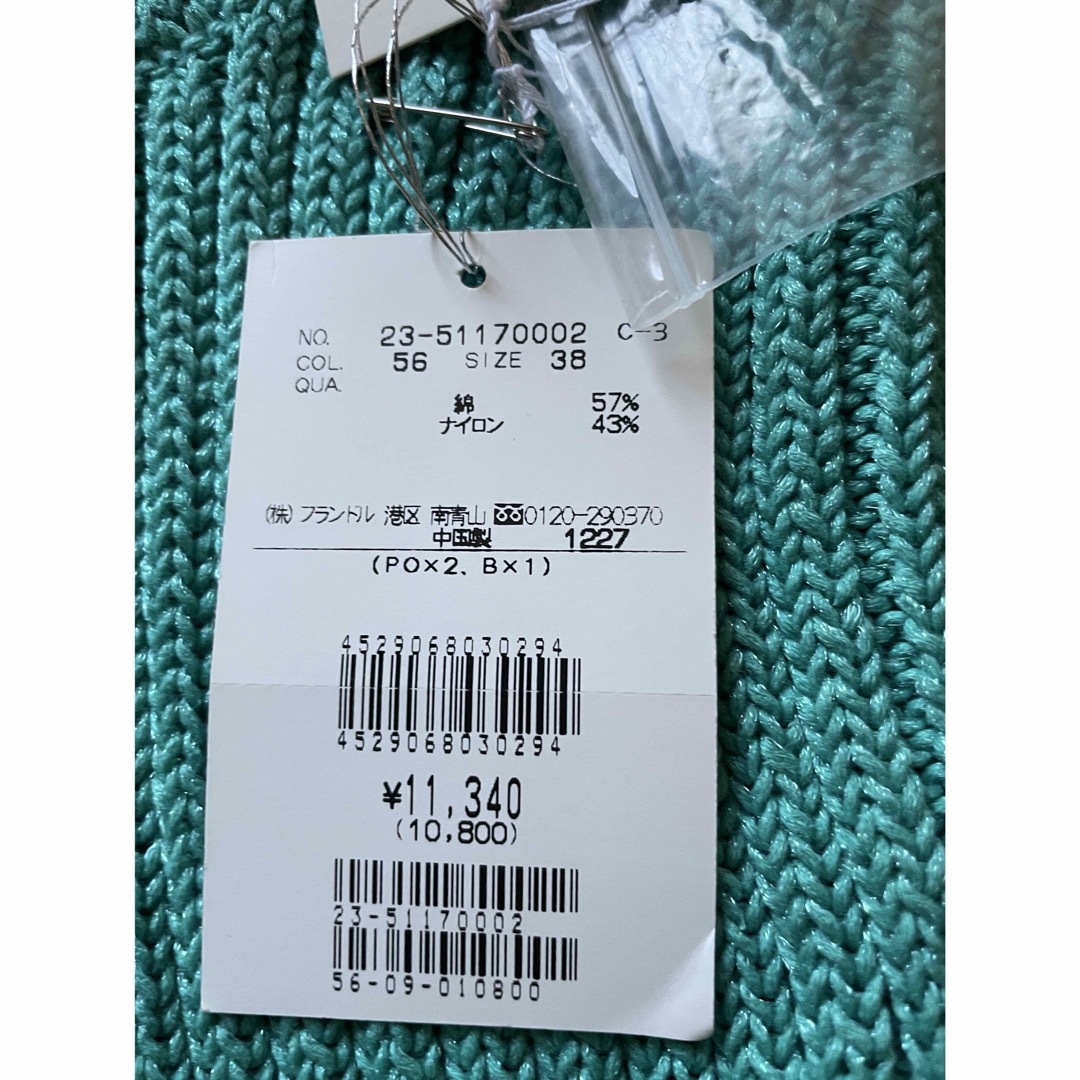 NO. 23-51170002 C-3
COL. 56 SIZE 38
QUA.
綿 57%
ナイロン 43%
(株)フランドル 港区 南青山 0120-290370
中国製 1227
(PO×2、B×1)
4529068030294
4529068030294
¥11,340
(10,800)
23-51170002
56-09-010800